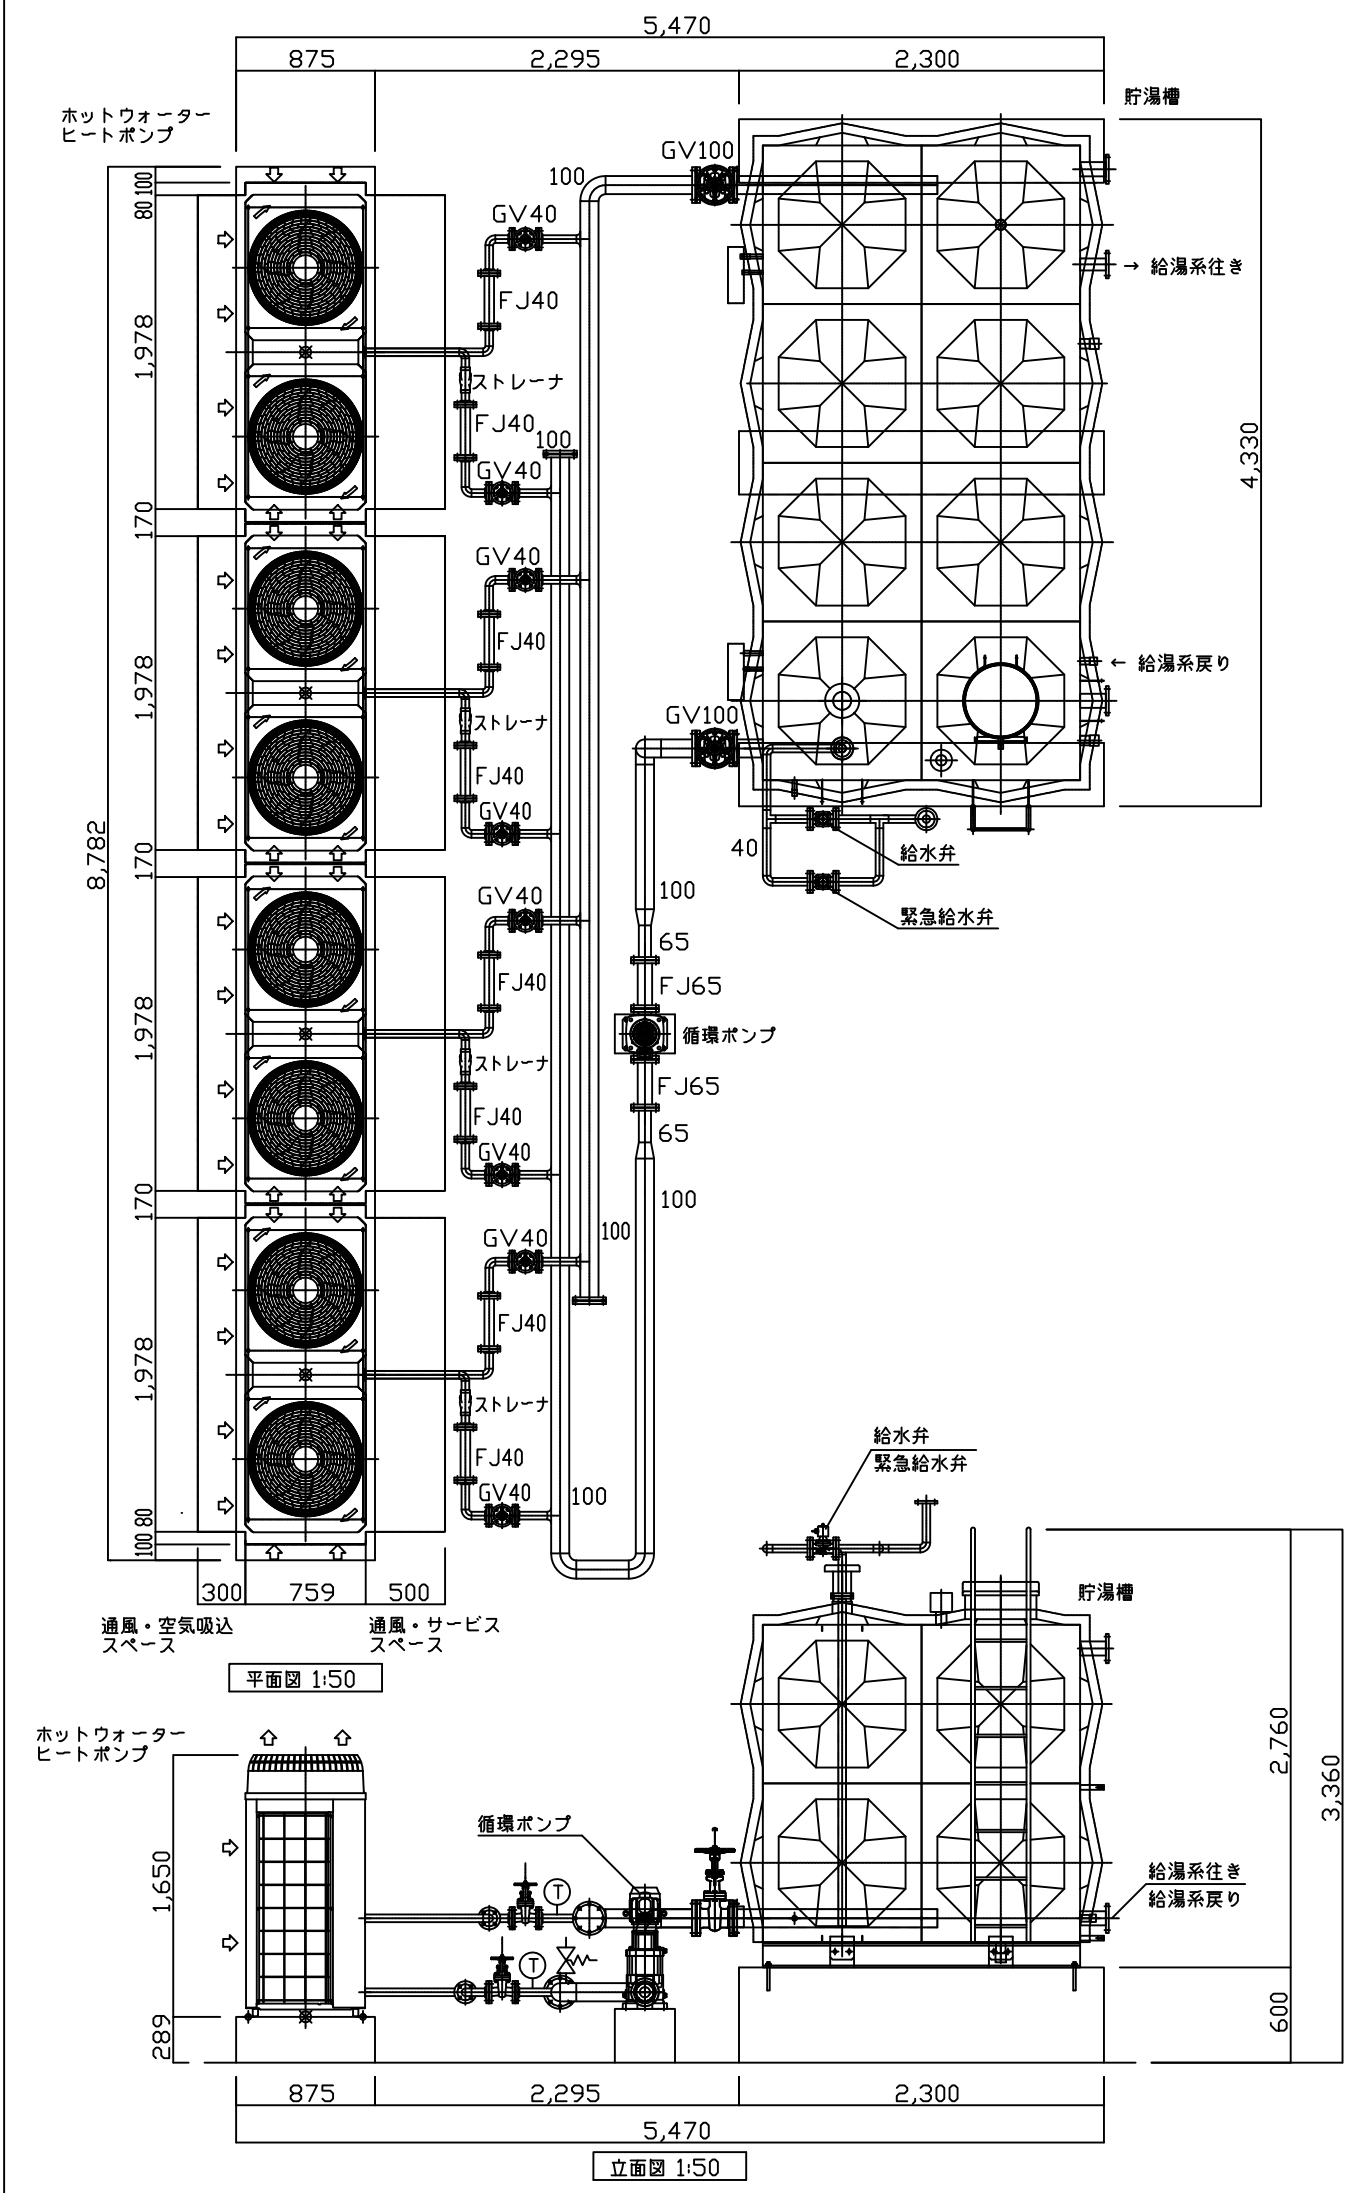 5,470
875
2,295
2,300
貯湯槽
ホットウォーター
ヒートポンプ
GV100
100
80
100
GV40
→ 給湯系往き
FJ40
1,978
ストレーナ
FJ40
100
4,330
GV40
170
GV40
FJ40
← 給湯系戻り
1,978
GV100
ストレーナ
FJ40
GV40
8,782
40
給水弁
170
100
GV40
緊急給水弁
65
FJ40
FJ65
1,978
循環ポンプ
ストレーナ
FJ65
FJ40
65
GV40
170
100
100
GV40
FJ40
1,978
ストレーナ
給水弁
緊急給水弁
FJ40
GV40
100
100
80
300
759
500
貯湯槽
通風・空気吸込
スペース
通風・サービス
スペース
平面図 1:50
ホットウォーター
ヒートポンプ
2,760
3,360
循環ポンプ
1,650
給湯系往き
給湯系戻り
T
T
289
600
875
2,295
2,300
5,470
立面図 1:50